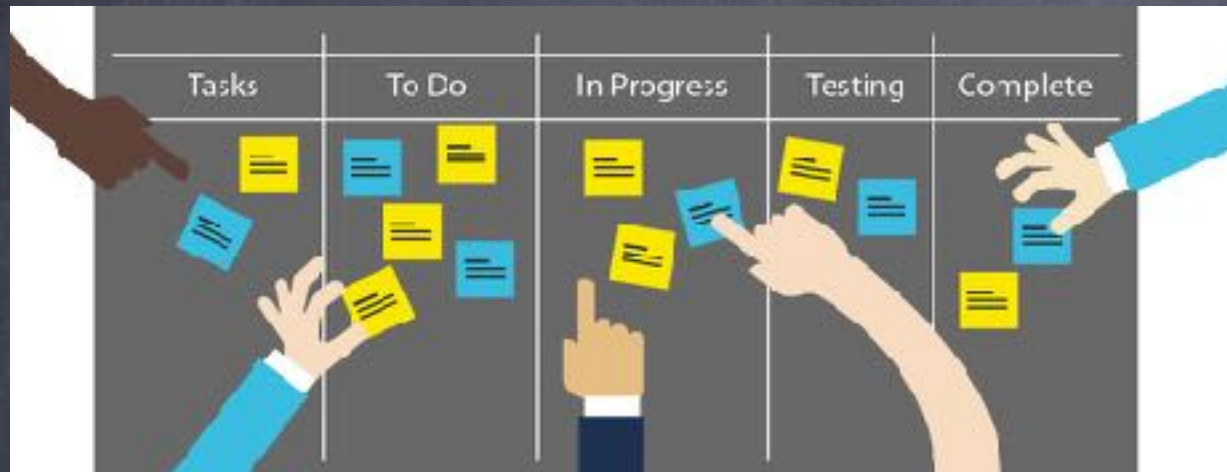 Tasks
To Do
In Progress
Testing
Complete